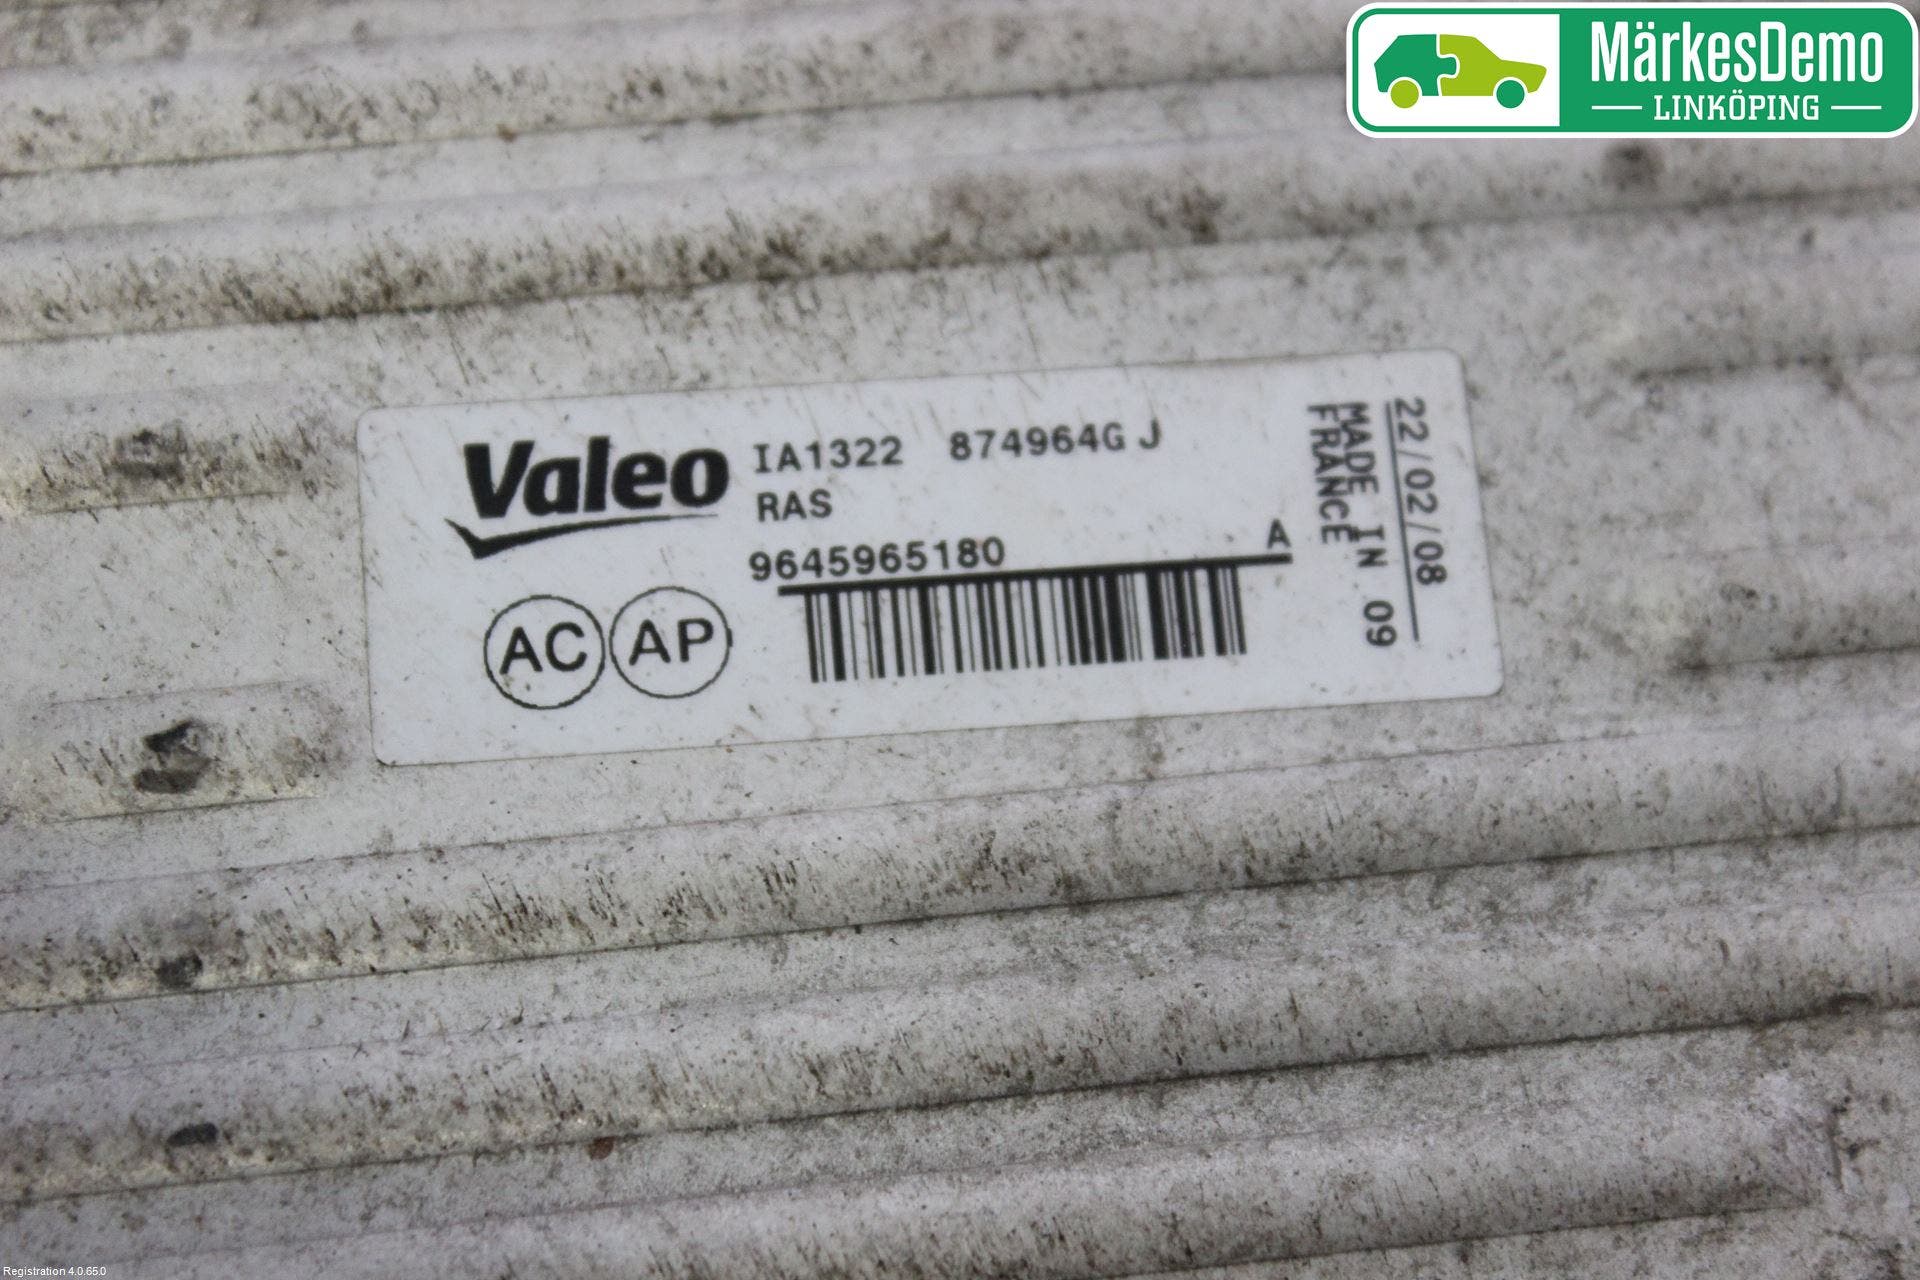 MärkesDemo
LINKÖPING
Valeo
IA1322 874964G J
RAS
9645965180 A
AC AP
22/02/08
MADE IN 09
FRANCE
Registration 4.0.65.0